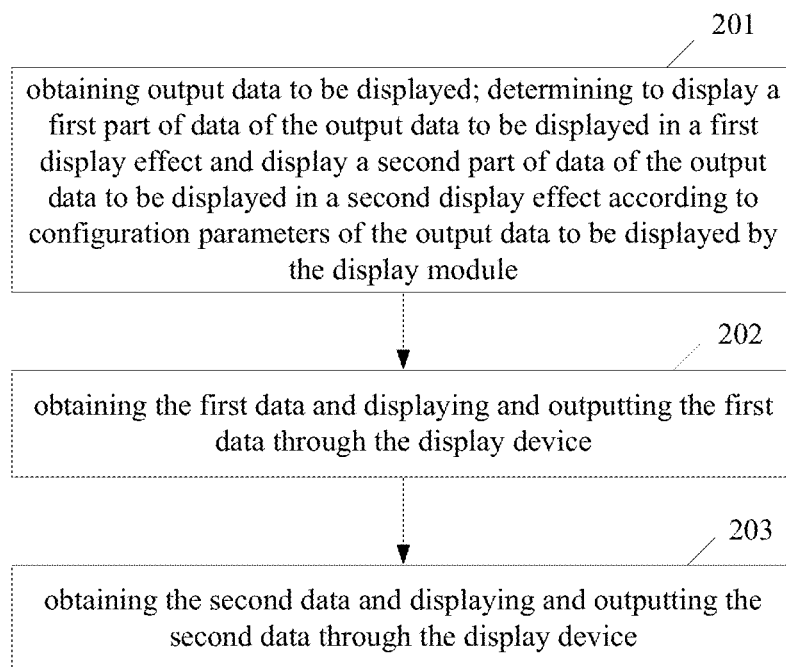 201
obtaining output data to be displayed; determining to display a
first part of data of the output data to be displayed in a first
display effect and display a second part of data of the output
data to be displayed in a second display effect according to
configuration parameters of the output data to be displayed by
the display module
202
obtaining the first data and displaying and outputting the first
data through the display device
203
obtaining the second data and displaying and outputting the
second data through the display device